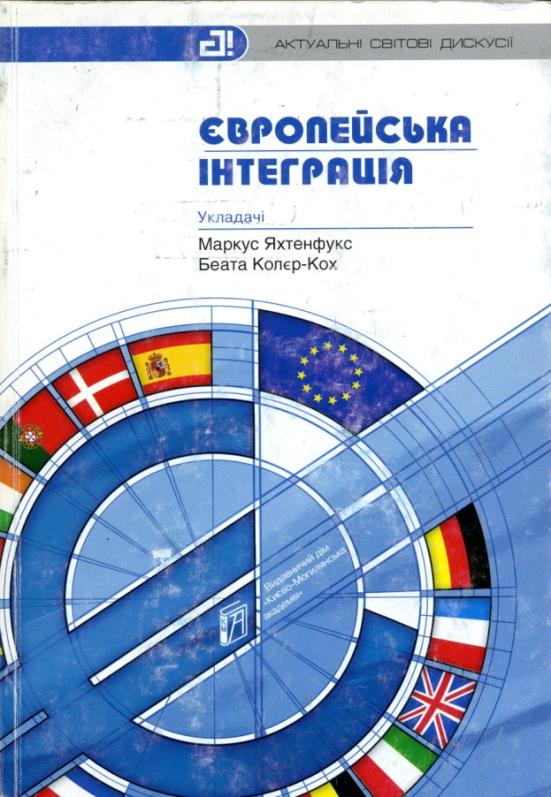 АКТУАЛЬНІ СВІТОВІ ДИСКУСІЇ
ЄВРОПЕЙСЬКА
ІНТЕГРАЦІЯ
Укладачі
Маркус Яхтенфукс
Беата Колєр-Кох
Видавничий дім
«Києво-Могилянська
академія»